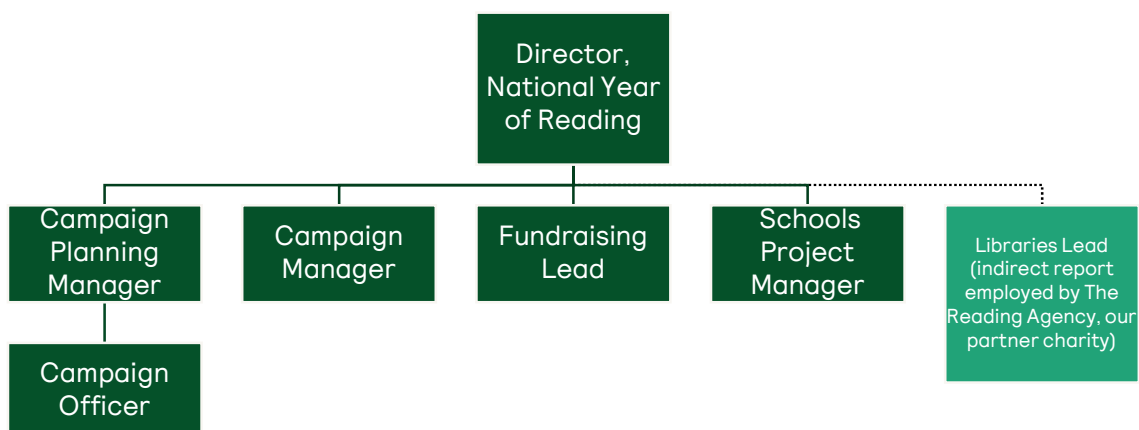 Director,
National Year
of Reading
Campaign
Planning
Manager
Campaign
Manager
Fundraising
Lead
Schools
Project
Manager
Libraries Lead
(indirect report
employed by The
Reading Agency, our
partner charity)
Campaign
Officer